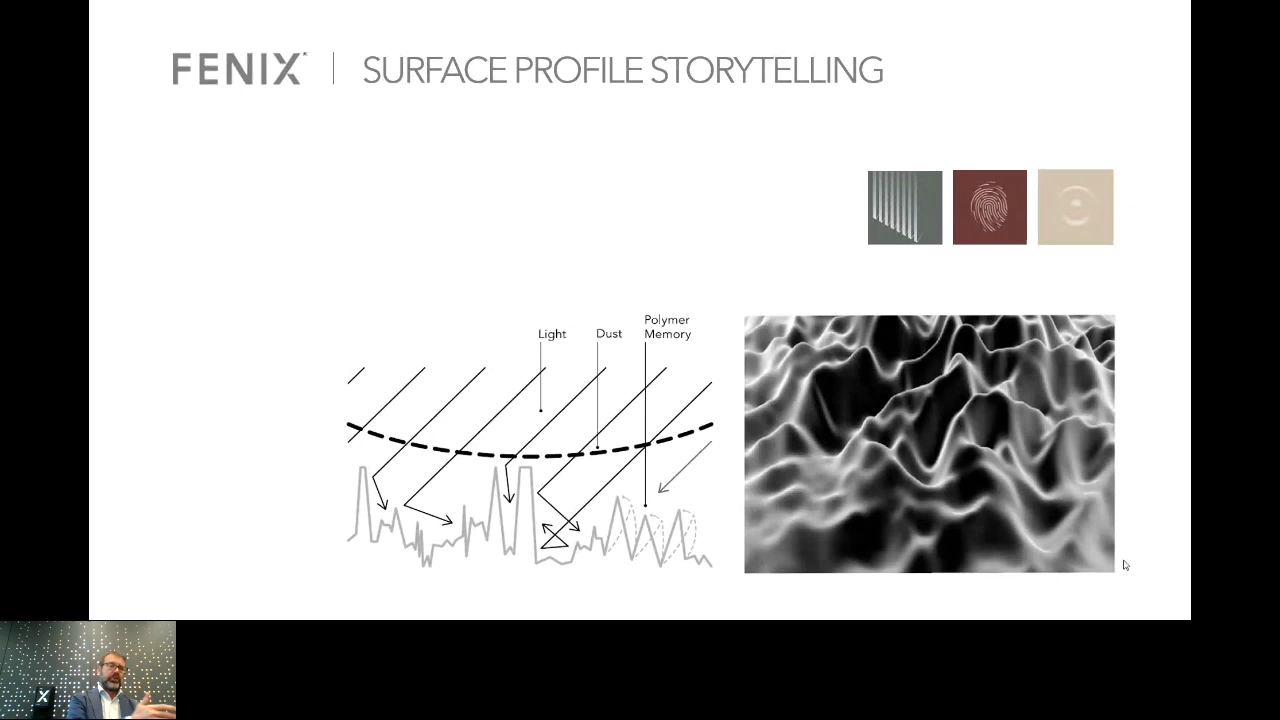 FENIX
SURFACE PROFILE STORYTELLING
Light
Dust
Polymer
Memory
X